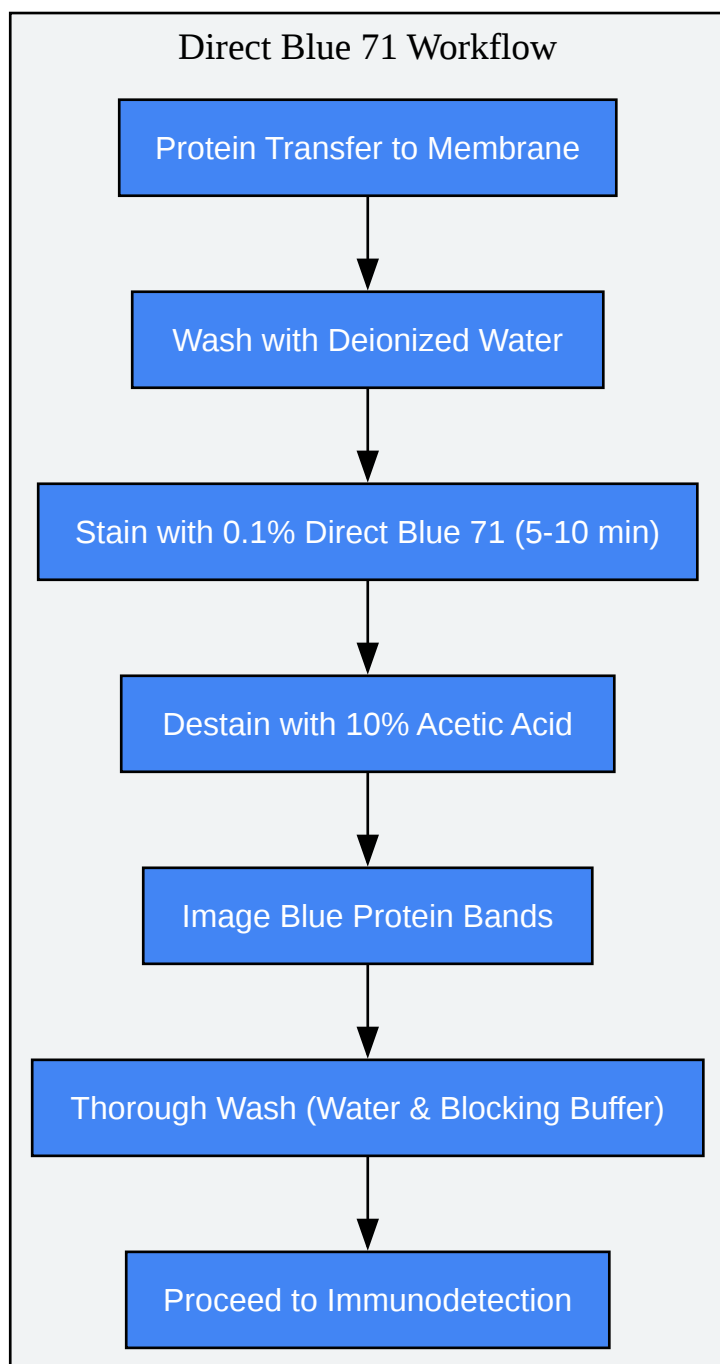 Direct Blue 71 Workflow
Protein Transfer to Membrane
Wash with Deionized Water
Stain with 0.1% Direct Blue 71 (5-10 min)
Destain with 10% Acetic Acid
Image Blue Protein Bands
Thorough Wash (Water & Blocking Buffer)
Proceed to Immunodetection